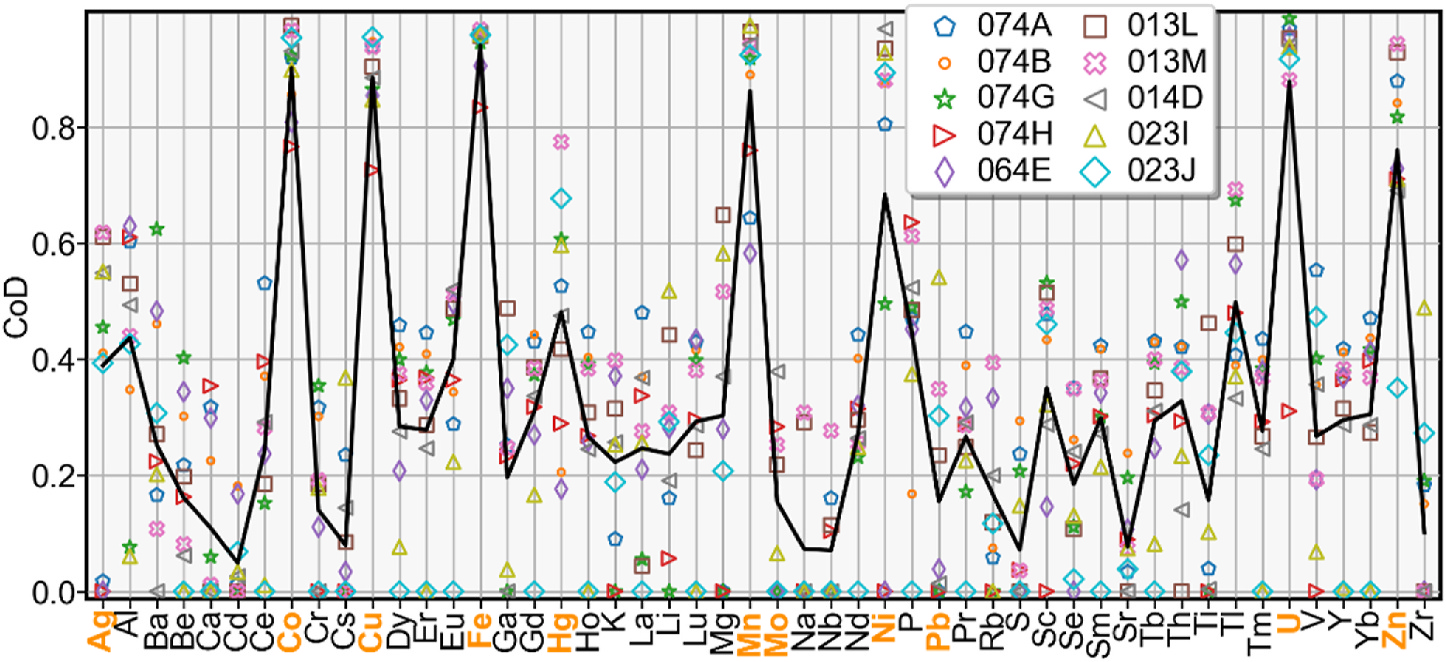 074A 013L
074B 013M
074G 014D
074H 023I
064E 023J
CoD
0.8
0.6
0.4
0.2
0.0
Ag Al Ba Be Ca Cd Ce Co Cr Cs Cu Dy Er Eu Fe Ga Gd Hg Ho K La Li Lu Mg Mn Mo Na Nb Nd Ni P Pb Pr Rb S Sc Se Sm Sr Tb Th Ti Tl Tm U V Y Yb Zn Zr